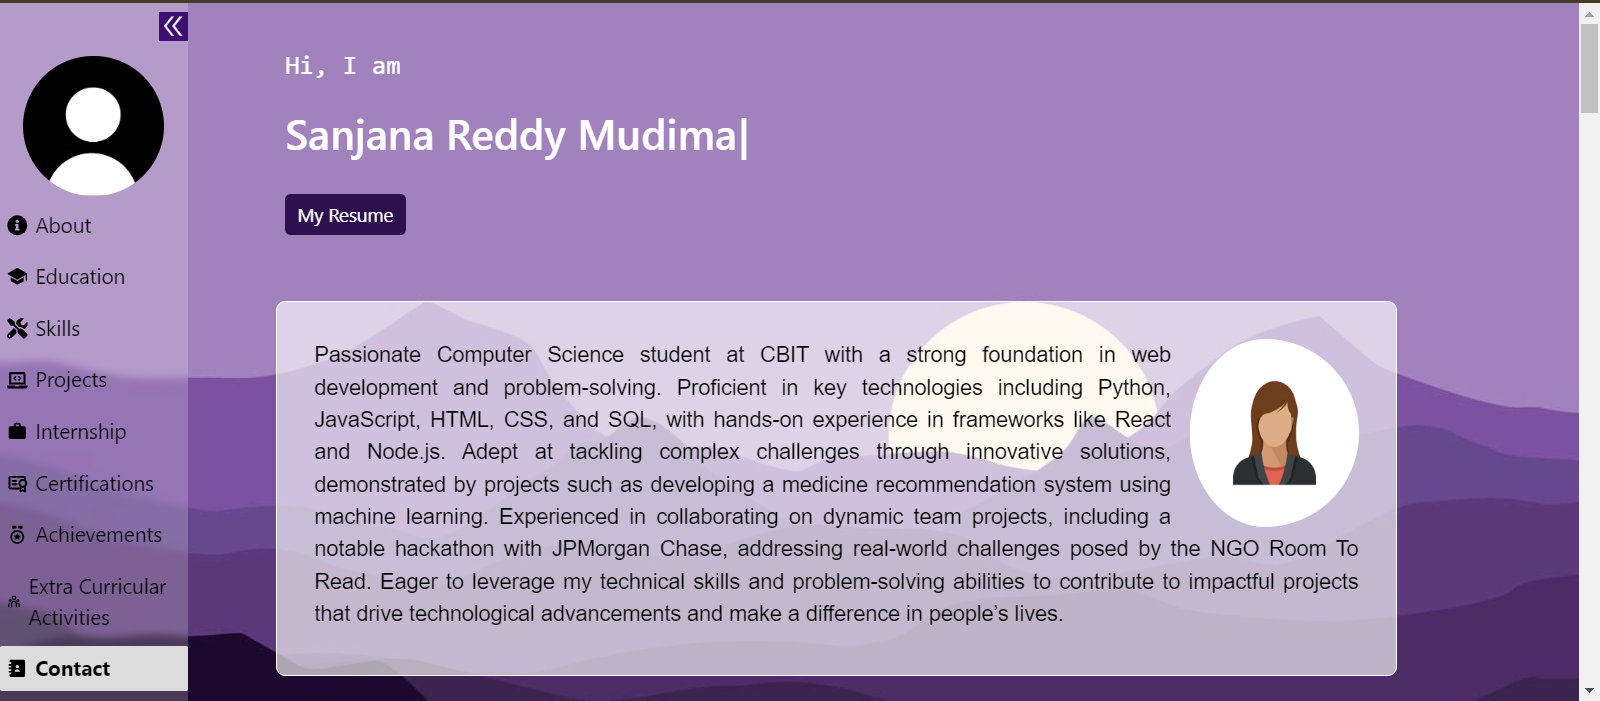 Hi, I am
Sanjana Reddy Mudima|
My Resume
About
Education
Skills
Projects
Internship
Certifications
Achievements
Extra Curricular
Activities
Contact
Passionate Computer Science student at CBIT with a strong foundation in web
development and problem-solving. Proficient in key technologies including Python,
JavaScript, HTML, CSS, and SQL, with hands-on experience in frameworks like React
and Node.js. Adept at tackling complex challenges through innovative solutions,
demonstrated by projects such as developing a medicine recommendation system using
machine learning. Experienced in collaborating on dynamic team projects, including a
notable hackathon with JPMorgan Chase, addressing real-world challenges posed by the NGO Room To
Read. Eager to leverage my technical skills and problem-solving abilities to contribute to impactful projects
that drive technological advancements and make a difference in people’s lives.